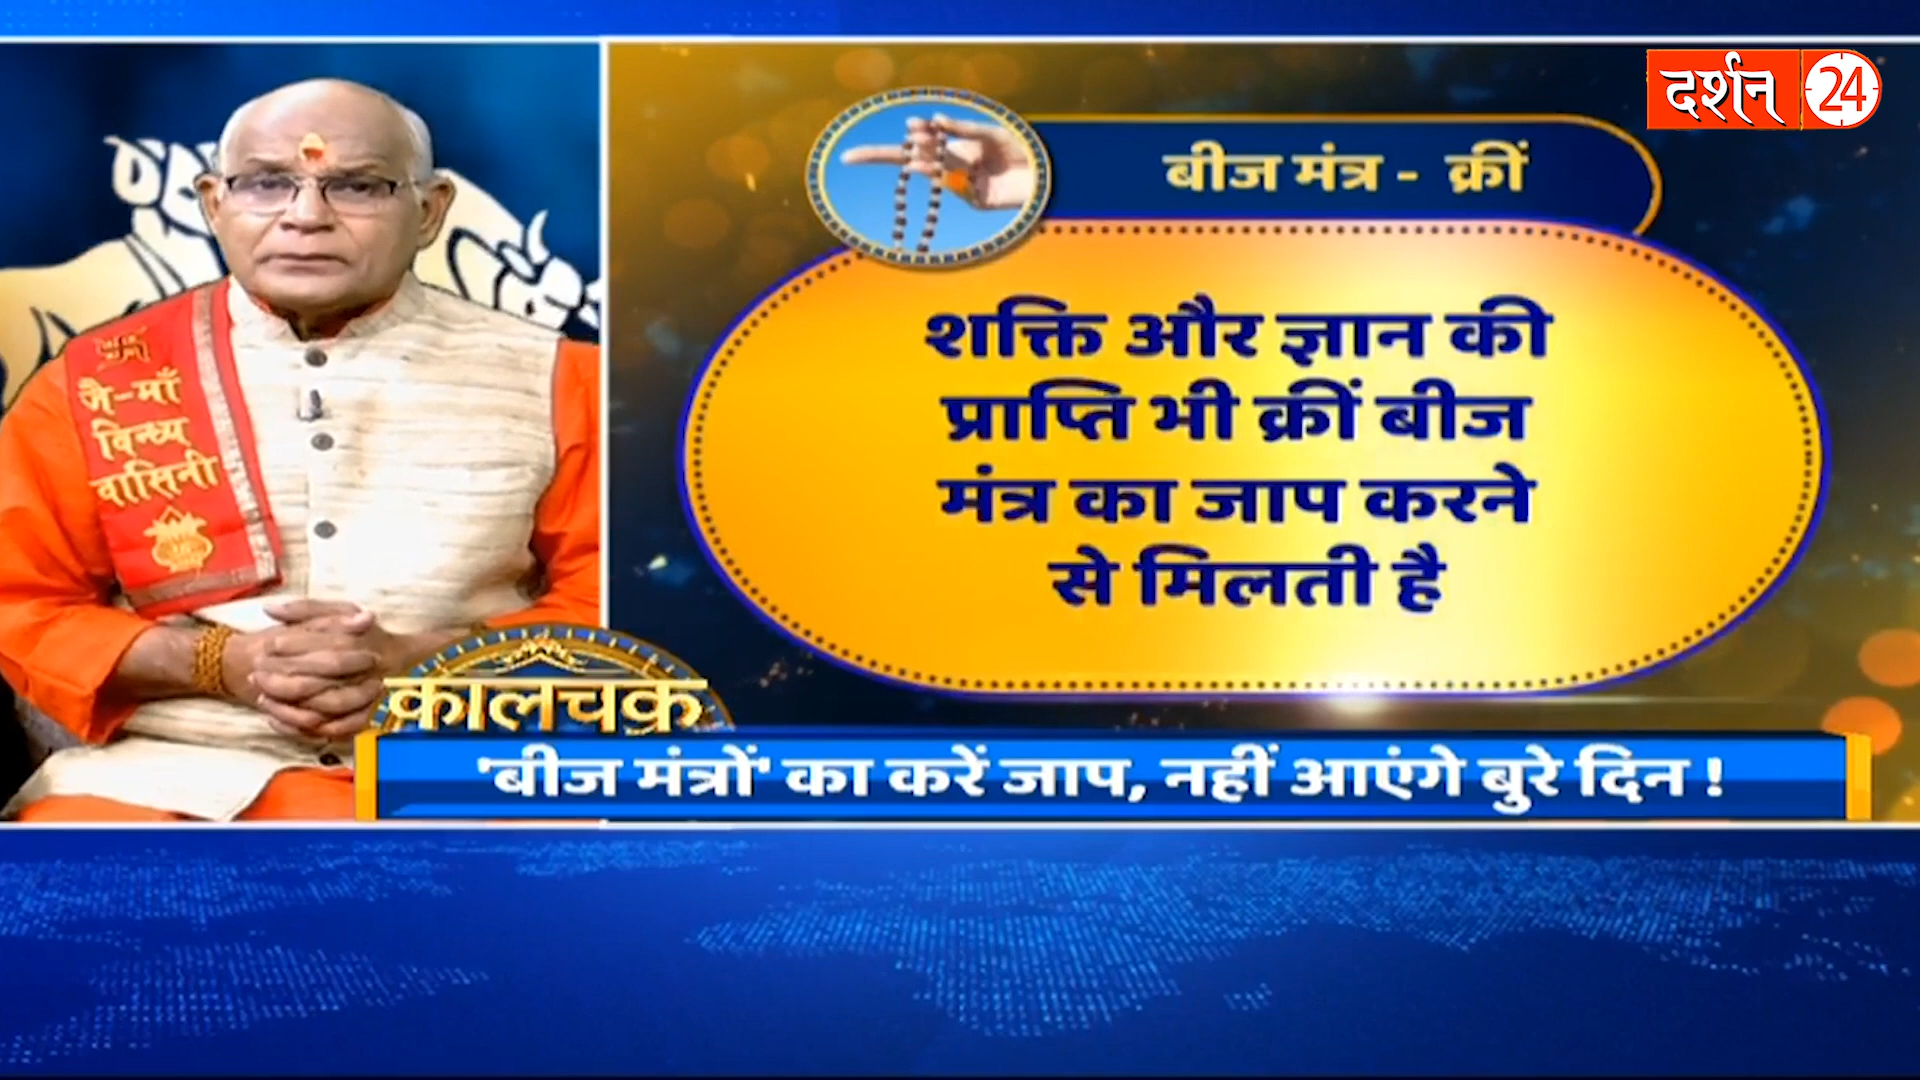 दर्शन 24
बीज मंत्र - क्रीं
शक्ति और ज्ञान की
प्राप्ति भी क्रीं बीज
मंत्र का जाप करने
से मिलती है
जै-माँ
विन्ध्य
वासिनी
कालचक्र
'बीज मंत्रों' का करें जाप, नहीं आएंगे बुरे दिन !